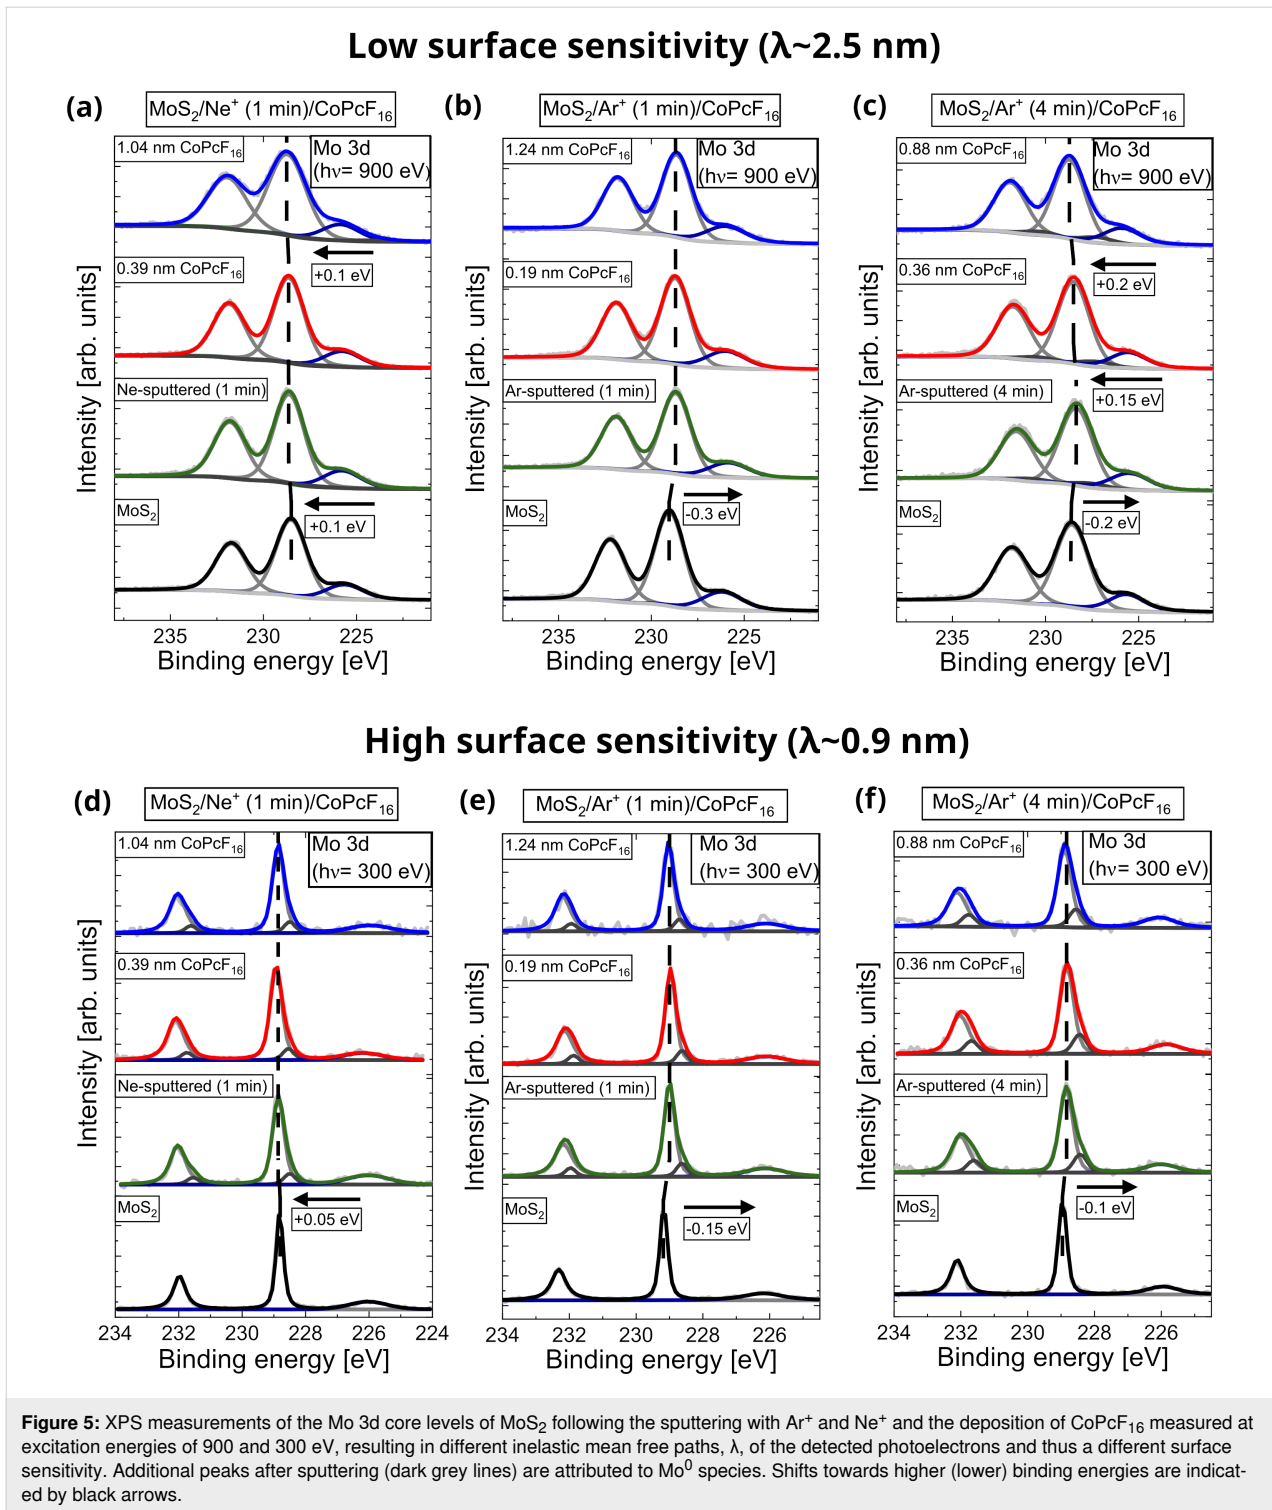 Low surface sensitivity (λ~2.5 nm)
(a)
MoS₂/Ne⁺ (1 min)/CoPcF₁₆
1.04 nm CoPcF₁₆
Mo 3d
(hν= 900 eV)
+0.1 eV
0.39 nm CoPcF₁₆
Ne-sputtered (1 min)
MoS₂
+0.1 eV
Intensity [arb. units]
235 230 225
Binding energy [eV]
(b)
MoS₂/Ar⁺ (1 min)/CoPcF₁₆
1.24 nm CoPcF₁₆
Mo 3d
(hν= 900 eV)
0.19 nm CoPcF₁₆
Ar-sputtered (1 min)
MoS₂
-0.3 eV
Intensity [arb. units]
235 230 225
Binding energy [eV]
(c)
MoS₂/Ar⁺ (4 min)/CoPcF₁₆
0.88 nm CoPcF₁₆
Mo 3d
(hν= 900 eV)
+0.2 eV
0.36 nm CoPcF₁₆
+0.15 eV
Ar-sputtered (4 min)
MoS₂
-0.2 eV
Intensity [arb. units]
235 230 225
Binding energy [eV]
High surface sensitivity (λ~0.9 nm)
(d)
MoS₂/Ne⁺ (1 min)/CoPcF₁₆
1.04 nm CoPcF₁₆
Mo 3d
(hν= 300 eV)
0.39 nm CoPcF₁₆
Ne-sputtered (1 min)
MoS₂
+0.05 eV
Intensity [arb. units]
234 232 230 228 226 224
Binding energy [eV]
(e)
MoS₂/Ar⁺ (1 min)/CoPcF₁₆
1.24 nm CoPcF₁₆
Mo 3d
(hν= 300 eV)
0.19 nm CoPcF₁₆
Ar-sputtered (1 min)
MoS₂
-0.15 eV
Intensity [arb. units]
234 232 230 228 226
Binding energy [eV]
(f)
MoS₂/Ar⁺ (4 min)/CoPcF₁₆
0.88 nm CoPcF₁₆
Mo 3d
(hν= 300 eV)
0.36 nm CoPcF₁₆
Ar-sputtered (4 min)
MoS₂
-0.1 eV
Intensity [arb. units]
234 232 230 228 226
Binding energy [eV]
Figure 5: XPS measurements of the Mo 3d core levels of MoS₂ following the sputtering with Ar⁺ and Ne⁺ and the deposition of CoPcF₁₆ measured at
excitation energies of 900 and 300 eV, resulting in different inelastic mean free paths, λ, of the detected photoelectrons and thus a different surface
sensitivity. Additional peaks after sputtering (dark grey lines) are attributed to Mo⁰ species. Shifts towards higher (lower) binding energies are indicat-
ed by black arrows.